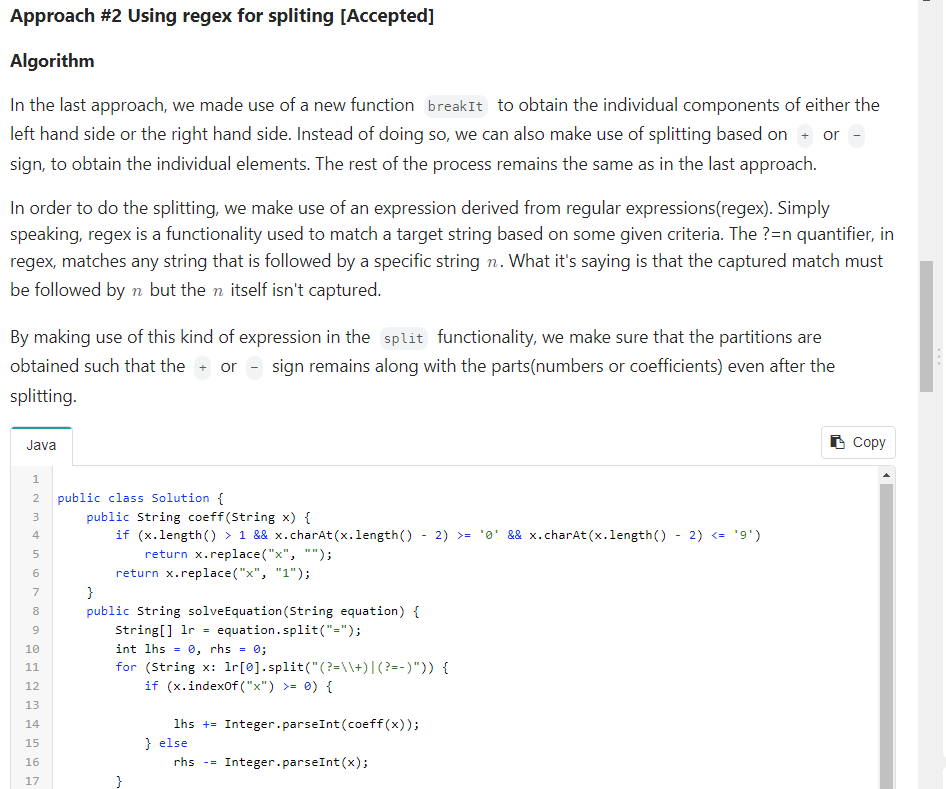 Approach #2 Using regex for spliting [Accepted]
Algorithm
In the last approach, we made use of a new function breakIt to obtain the individual components of either the
left hand side or the right hand side. Instead of doing so, we can also make use of splitting based on + or -
sign, to obtain the individual elements. The rest of the process remains the same as in the last approach.
In order to do the splitting, we make use of an expression derived from regular expressions(regex). Simply
speaking, regex is a functionality used to match a target string based on some given criteria. The ?=n quantifier, in
regex, matches any string that is followed by a specific string n. What it's saying is that the captured match must
be followed by n but the n itself isn't captured.
By making use of this kind of expression in the split functionality, we make sure that the partitions are
obtained such that the + or - sign remains along with the parts(numbers or coefficients) even after the
splitting.
Java
Copy
1
2 public class Solution {
3 public String coeff(String x) {
4 if (x.length() > 1 && x.charAt(x.length() - 2) >= '0' && x.charAt(x.length() - 2) <= '9')
5 return x.replace("x", "");
6 return x.replace("x", "1");
7 }
8 public String solveEquation(String equation) {
9 String[] lr = equation.split("=");
10 int lhs = 0, rhs = 0;
11 for (String x: lr[0].split("(?=\\+)|(?=-)")) {
12 if (x.indexOf("x") >= 0) {
13
14 lhs += Integer.parseInt(coeff(x));
15 } else
16 rhs -= Integer.parseInt(x);
17 }